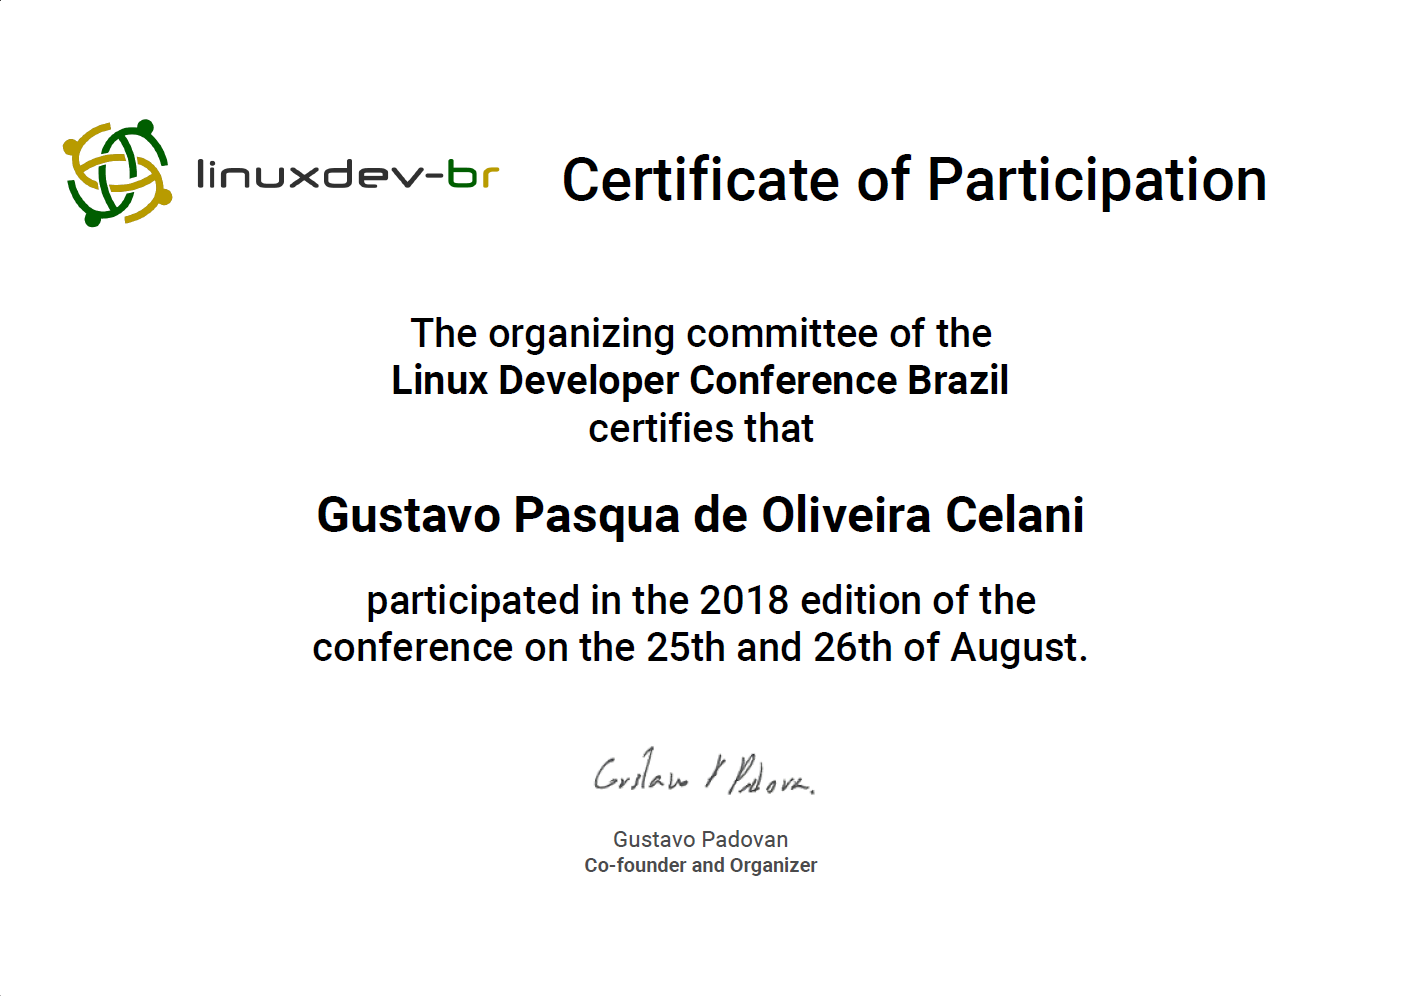 linuxdev-br
Certificate of Participation
The organizing committee of the
Linux Developer Conference Brazil
certifies that
Gustavo Pasqua de Oliveira Celani
participated in the 2018 edition of the
conference on the 25th and 26th of August.
Gustavo Padovan
Co-founder and Organizer